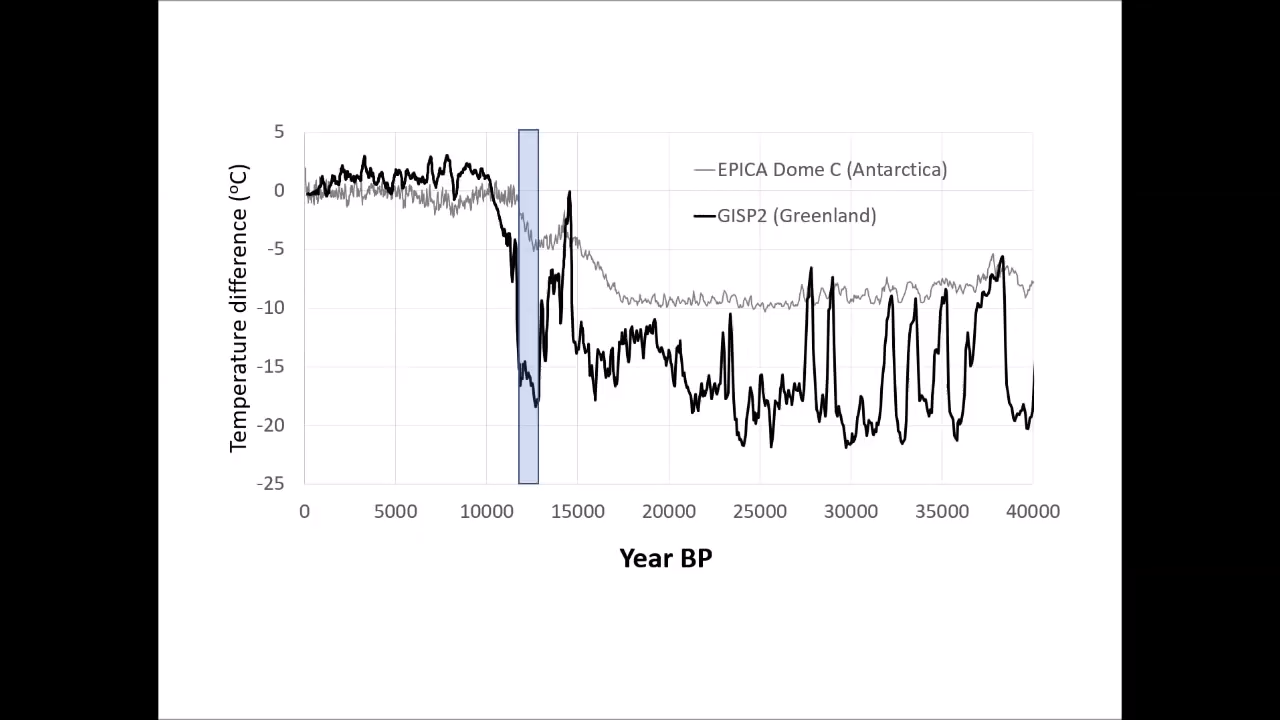 5
0
-5
-10
-15
-20
-25
Temperature difference (ºC)
EPICA Dome C (Antarctica)
GISP2 (Greenland)
0 5000 10000 15000 20000 25000 30000 35000 40000
Year BP